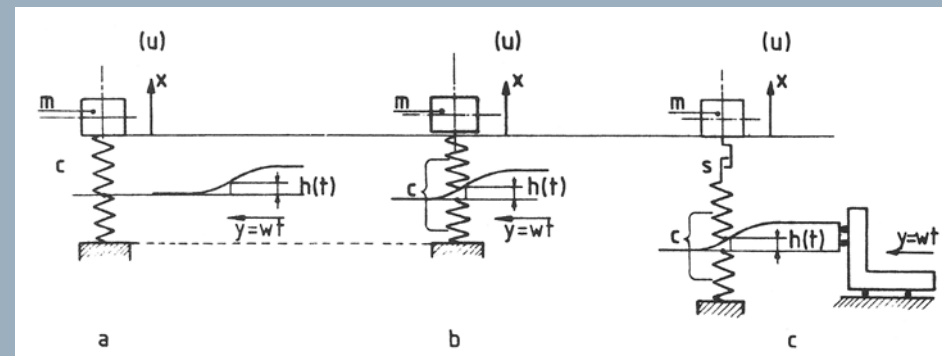 (u) (u) (u)
x x x
m m m
c s
h(t) c h(t)
c h(t) y=wt
y=wt y=wt
a b c